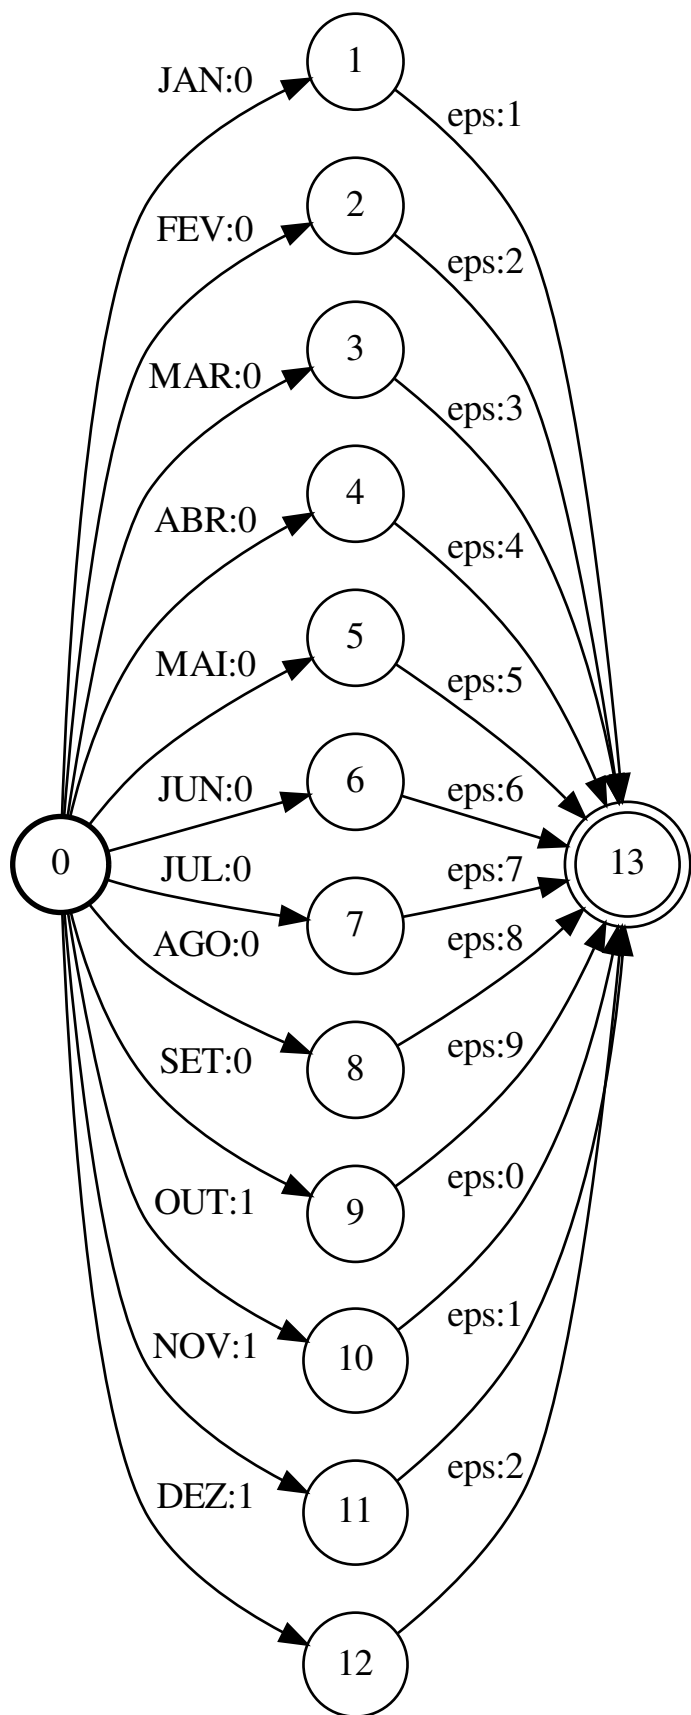 1
JAN:0
eps:1
2
FEV:0
eps:2
3
MAR:0
eps:3
4
ABR:0
eps:4
5
MAI:0
eps:5
6
JUN:0
eps:6
0
13
JUL:0
eps:7
7
AGO:0
eps:8
8
SET:0
eps:9
9
OUT:1
eps:0
10
NOV:1
eps:1
11
DEZ:1
eps:2
12